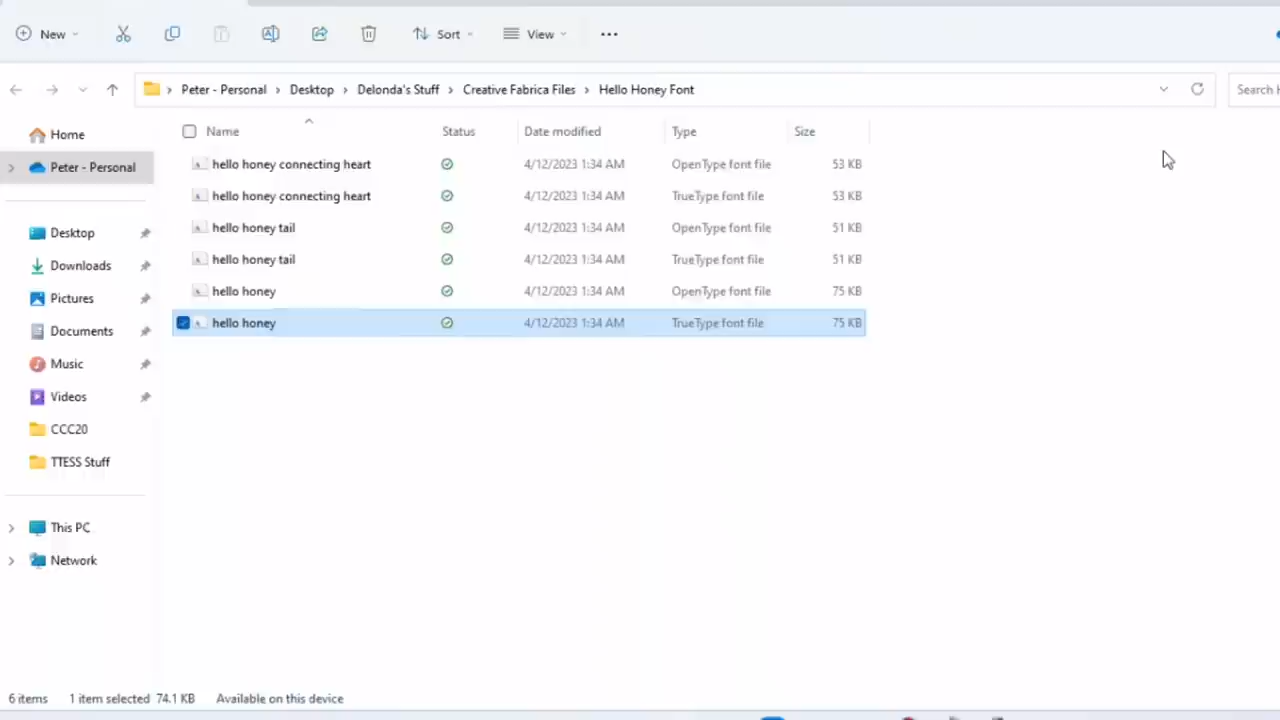 New Sort View
Peter - Personal Desktop Delonda's Stuff Creative Fabrica Files Hello Honey Font Search
Home
Peter - Personal
Desktop
Downloads
Pictures
Documents
Music
Videos
CCC20
TTESS Stuff
This PC
Network
Name Status Date modified Type Size
hello honey connecting heart 4/12/2023 1:34 AM OpenType font file 53 KB
hello honey connecting heart 4/12/2023 1:34 AM TrueType font file 53 KB
hello honey tail 4/12/2023 1:34 AM OpenType font file 51 KB
hello honey tail 4/12/2023 1:34 AM TrueType font file 51 KB
hello honey 4/12/2023 1:34 AM OpenType font file 75 KB
hello honey 4/12/2023 1:34 AM TrueType font file 75 KB
6 items 1 item selected 74.1 KB Available on this device